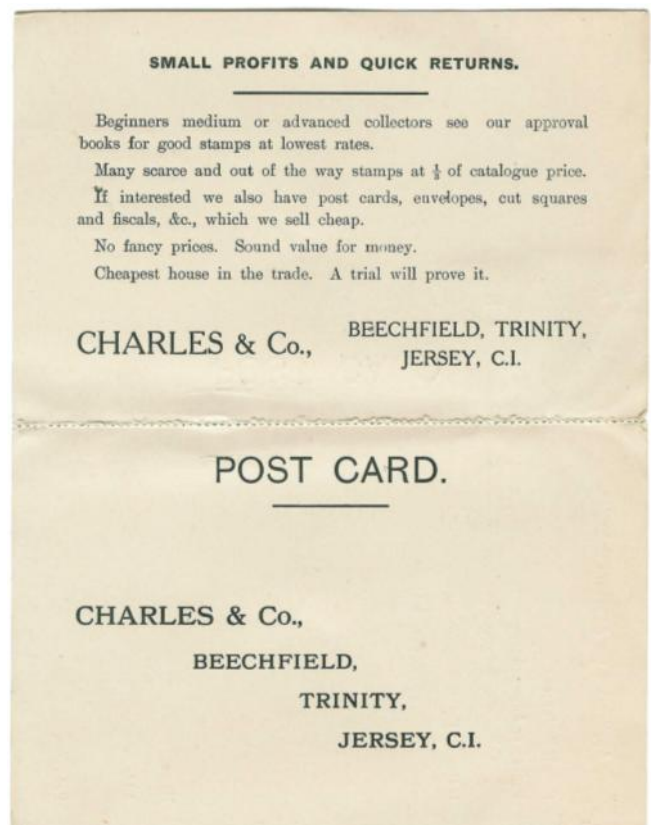 SMALL PROFITS AND QUICK RETURNS.
Beginners medium or advanced collectors see our approval
books for good stamps at lowest rates.
Many scarce and out of the way stamps at ⅓ of catalogue price.
If interested we also have post cards, envelopes, cut squares
and fiscals, &c., which we sell cheap.
No fancy prices. Sound value for money.
Cheapest house in the trade. A trial will prove it.
CHARLES & Co., BEECHFIELD, TRINITY,
JERSEY, C.I.
POST CARD.
CHARLES & Co.,
BEECHFIELD,
TRINITY,
JERSEY, C.I.